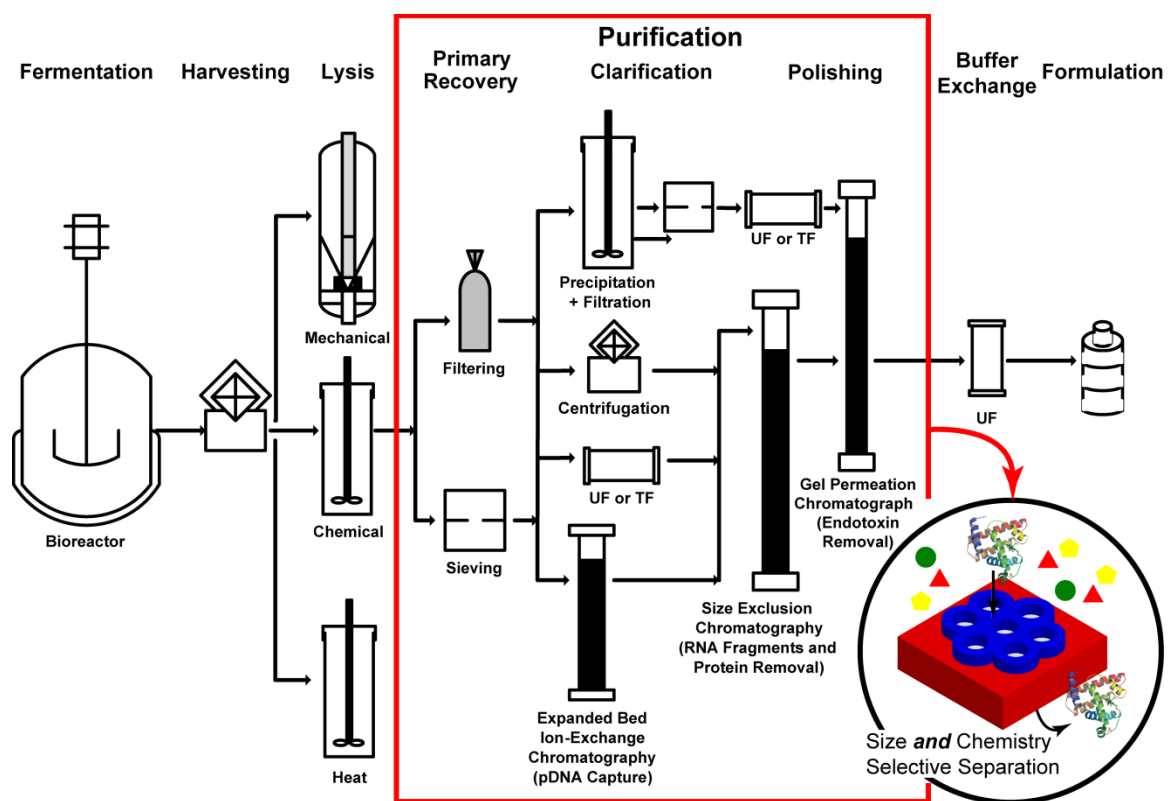 Purification
Fermentation
Harvesting
Lysis
Primary
Recovery
Clarification
Polishing
Buffer
Exchange
Formulation
Mechanical
Filtering
Precipitation
+ Filtration
UF or TF
Centrifugation
UF
Bioreactor
Chemical
Sieving
UF or TF
Gel Permeation
Chromatograph
(Endotoxin
Removal)
Size Exclusion
Chromatography
(RNA Fragments and
Protein Removal)
Expanded Bed
Ion-Exchange
Chromatography
(pDNA Capture)
Heat
Size and Chemistry
Selective Separation